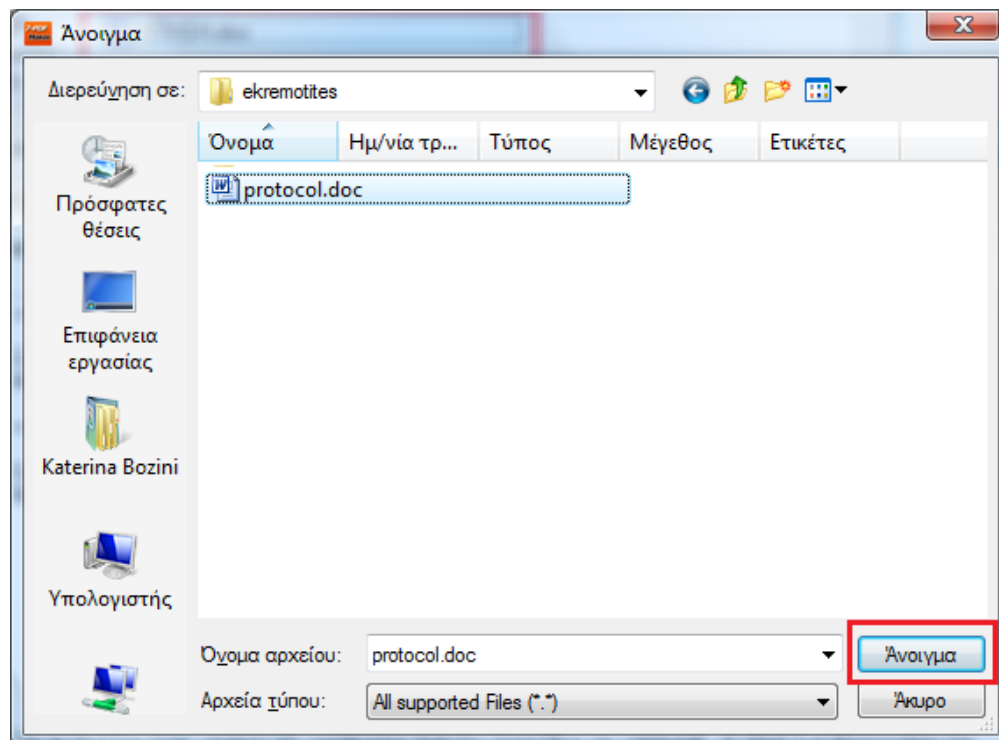 Άνοιγμα
Διερεύνηση σε: ekremotites
Όνομα Ημ/νία τρ... Τύπος Μέγεθος Ετικέτες
protocol.doc
Πρόσφατες
θέσεις
Επιφάνεια
εργασίας
Katerina Bozini
Υπολογιστής
Όνομα αρχείου: protocol.doc Άνοιγμα
Αρχεία τύπου: All supported Files (*.*) Άκυρο